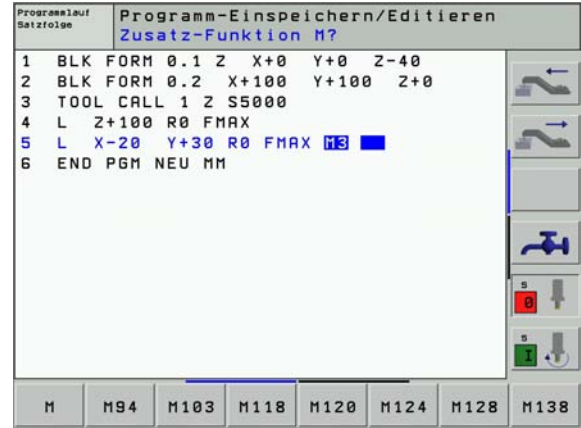 Programmlauf
Satzfolge
Programm-Einspeichern/Editieren
Zusatz-Funktion M?
1 BLK FORM 0.1 Z X+0 Y+0 Z-40
2 BLK FORM 0.2 X+100 Y+100 Z+0
3 TOOL CALL 1 Z S5000
4 L Z+100 R0 FMAX
5 L X-20 Y+30 R0 FMAX M3
6 END PGM NEU MM
S
0
S
I
M M94 M103 M118 M120 M124 M128 M138